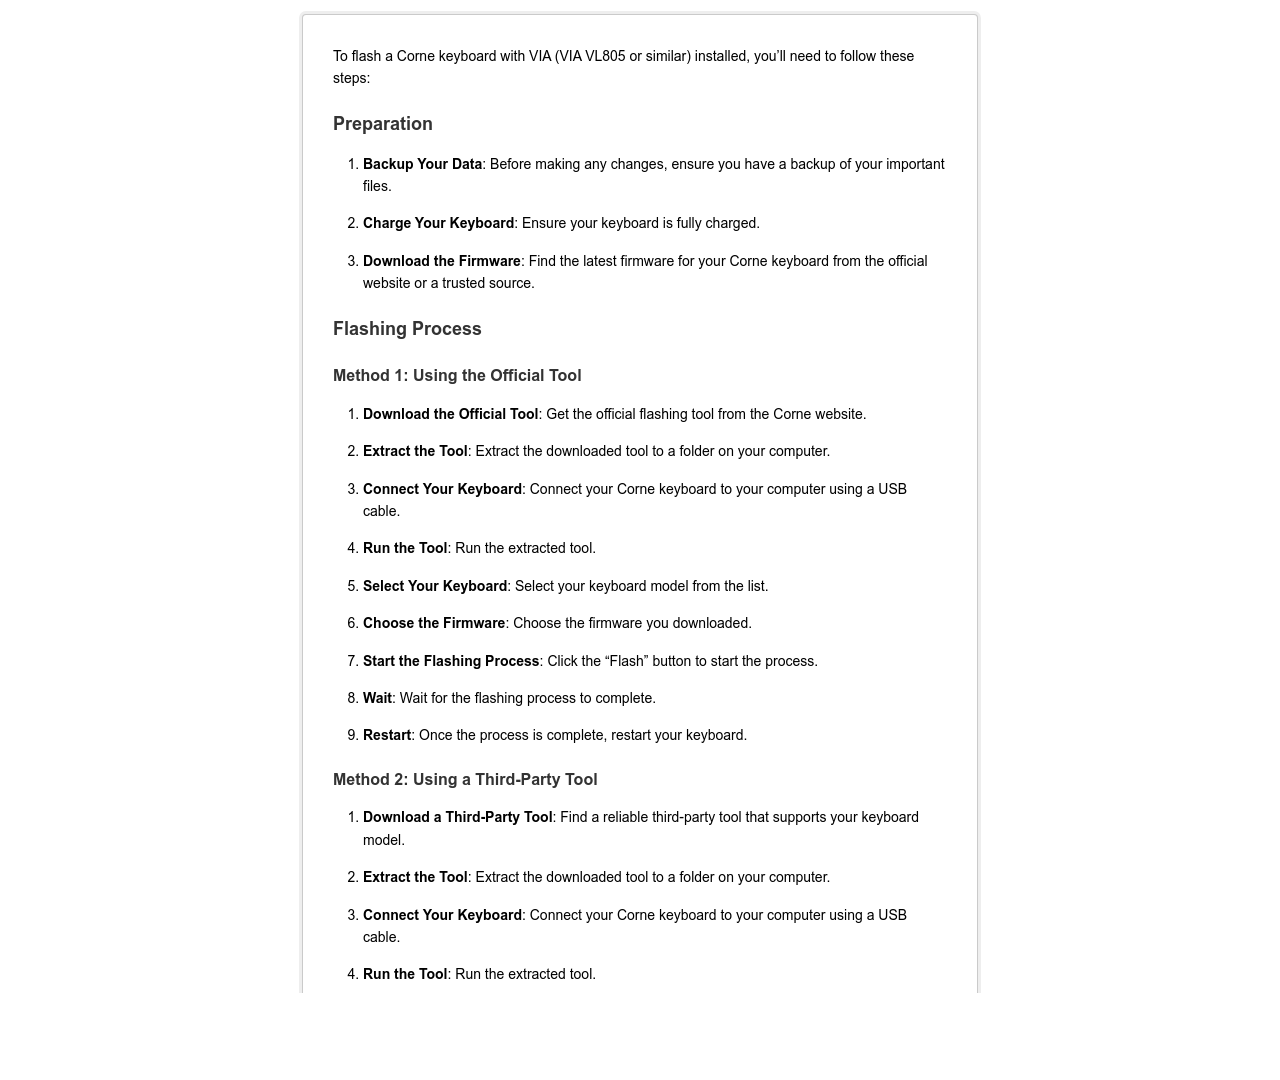 To flash a Corne keyboard with VIA (VIA VL805 or similar) installed, you’ll need to follow these
steps:
Preparation
1. Backup Your Data: Before making any changes, ensure you have a backup of your important
files.
2. Charge Your Keyboard: Ensure your keyboard is fully charged.
3. Download the Firmware: Find the latest firmware for your Corne keyboard from the official
website or a trusted source.
Flashing Process
Method 1: Using the Official Tool
1. Download the Official Tool: Get the official flashing tool from the Corne website.
2. Extract the Tool: Extract the downloaded tool to a folder on your computer.
3. Connect Your Keyboard: Connect your Corne keyboard to your computer using a USB
cable.
4. Run the Tool: Run the extracted tool.
5. Select Your Keyboard: Select your keyboard model from the list.
6. Choose the Firmware: Choose the firmware you downloaded.
7. Start the Flashing Process: Click the “Flash” button to start the process.
8. Wait: Wait for the flashing process to complete.
9. Restart: Once the process is complete, restart your keyboard.
Method 2: Using a Third-Party Tool
1. Download a Third-Party Tool: Find a reliable third-party tool that supports your keyboard
model.
2. Extract the Tool: Extract the downloaded tool to a folder on your computer.
3. Connect Your Keyboard: Connect your Corne keyboard to your computer using a USB
cable.
4. Run the Tool: Run the extracted tool.